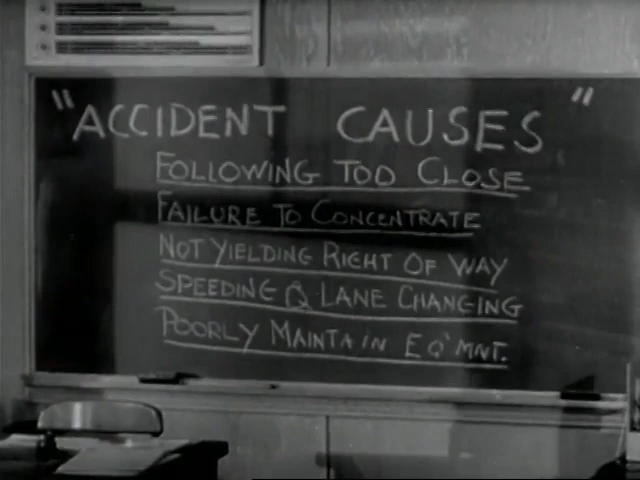 "ACCIDENT CAUSES"
FOLLOWING TOO CLOSE
FAILURE TO CONCENTRATE
NOT YIELDING RIGHT OF WAY
SPEEDING & LANE CHANGING
POORLY MAINTAIN EQ'MNT.